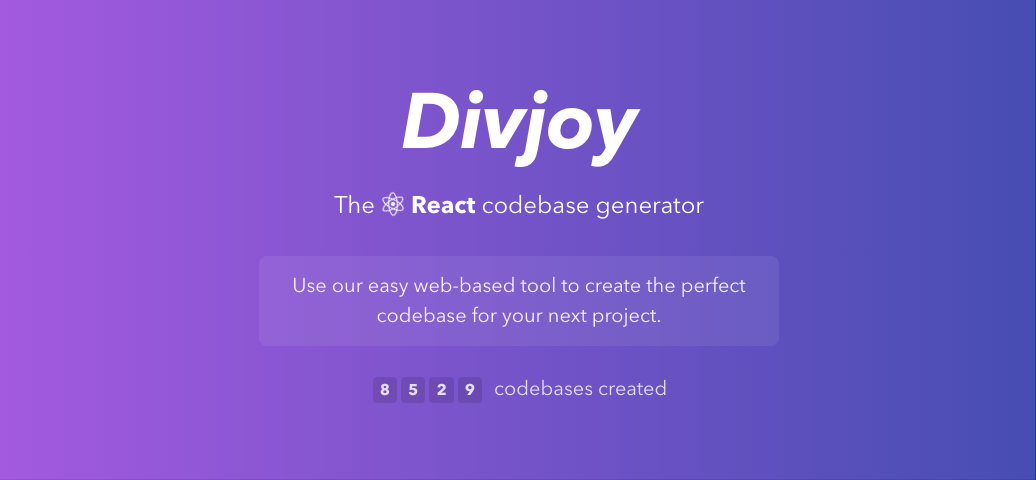 Divjoy
The React codebase generator
Use our easy web-based tool to create the perfect
codebase for your next project.
8 5 2 9 codebases created